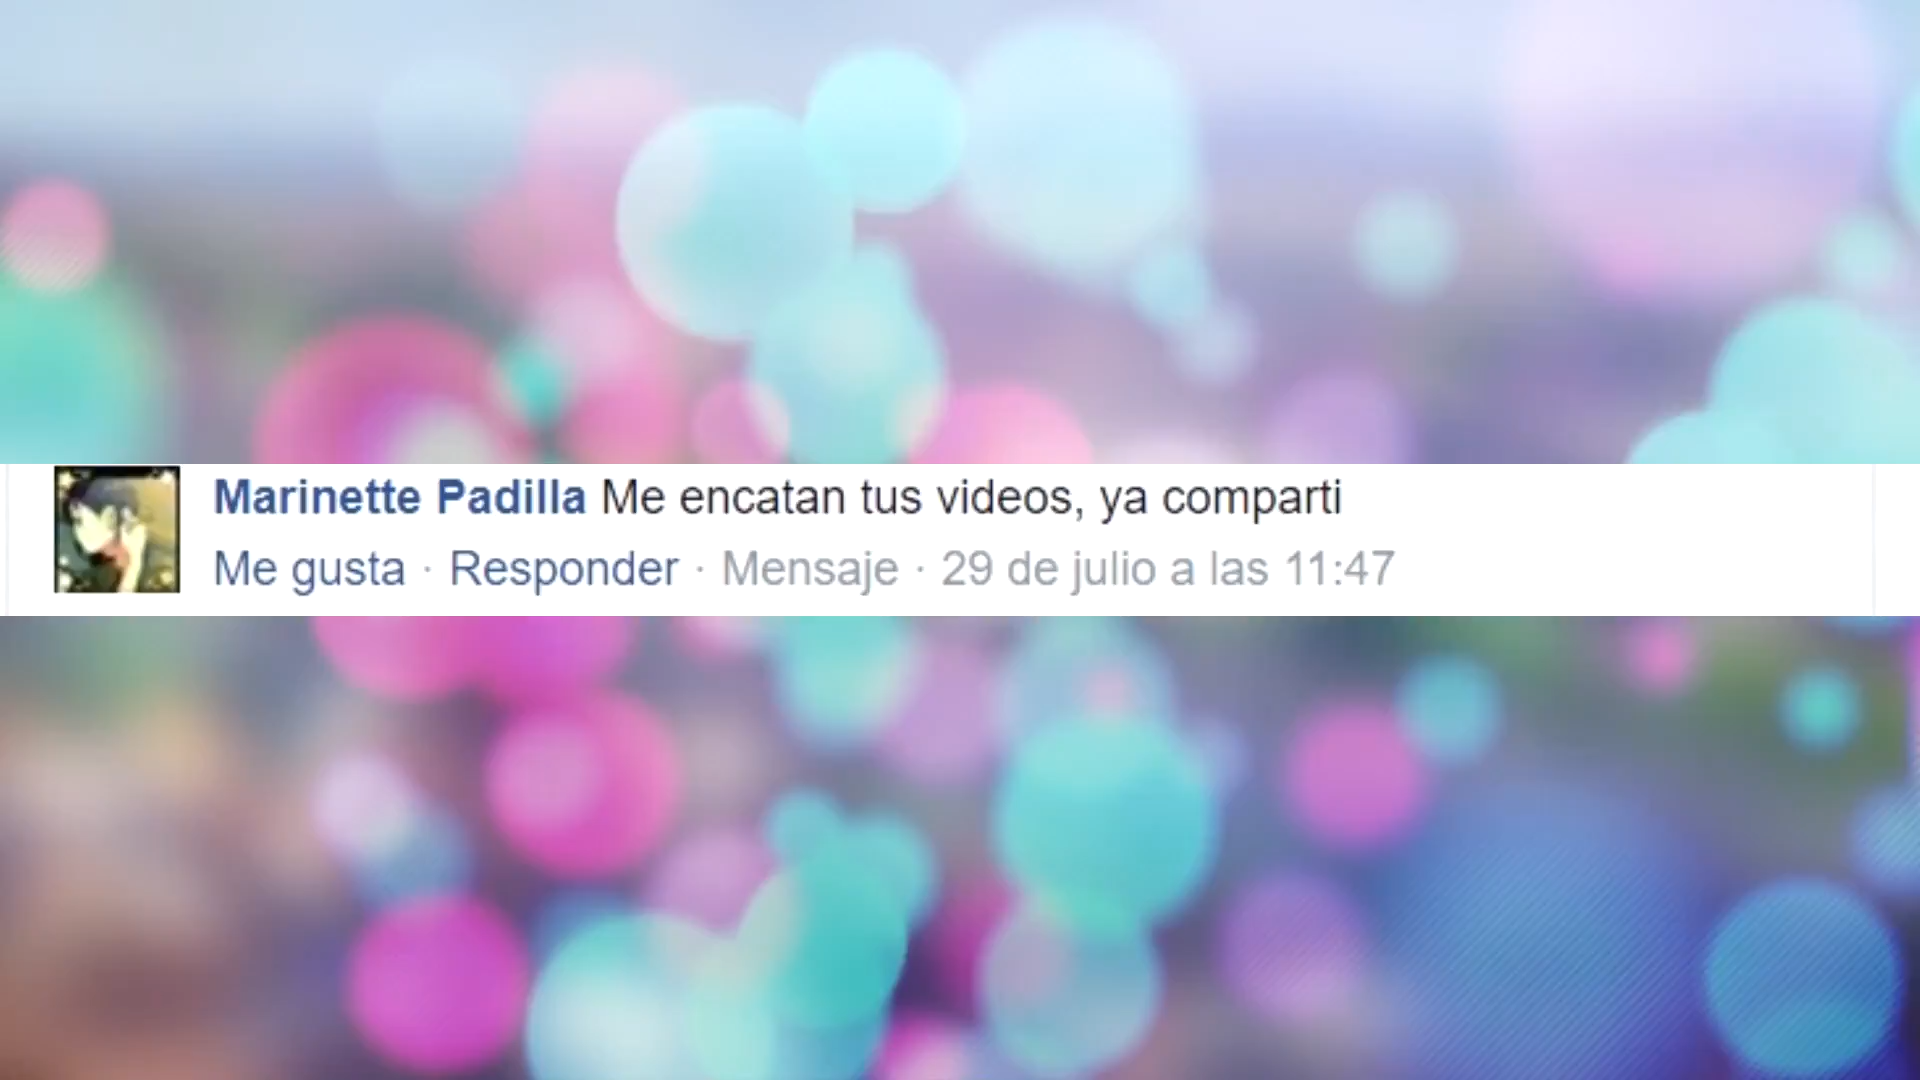 Marinette Padilla Me encatan tus videos, ya comparti
Me gusta · Responder · Mensaje · 29 de julio a las 11:47